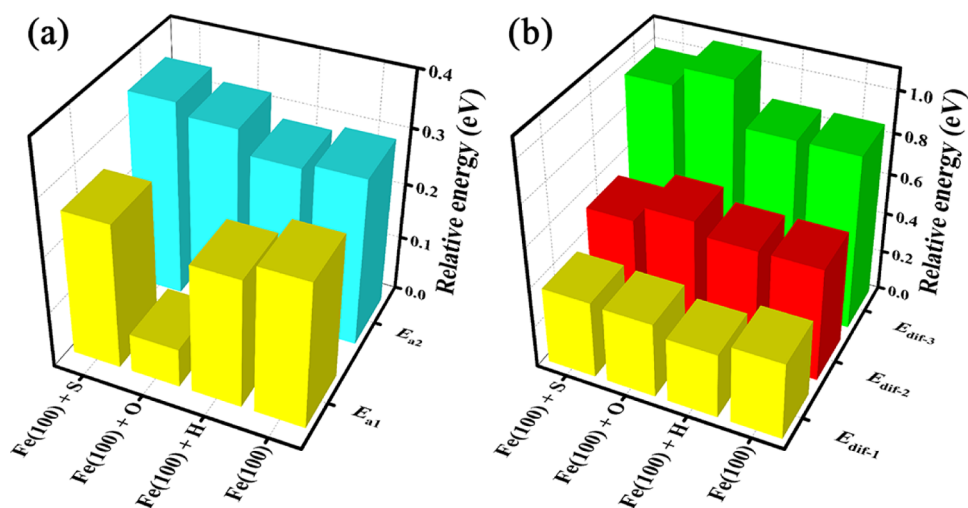 (a)
0.4
0.3
0.2
0.1
0.0
Relative energy (eV)
Fe(100) + S
Fe(100) + O
Fe(100) + H
Fe(100)
Ea1
Ea2
(b)
1.0
0.8
0.6
0.4
0.2
0.0
Relative energy (eV)
Fe(100) + S
Fe(100) + O
Fe(100) + H
Fe(100)
Edif-1
Edif-2
Edif-3